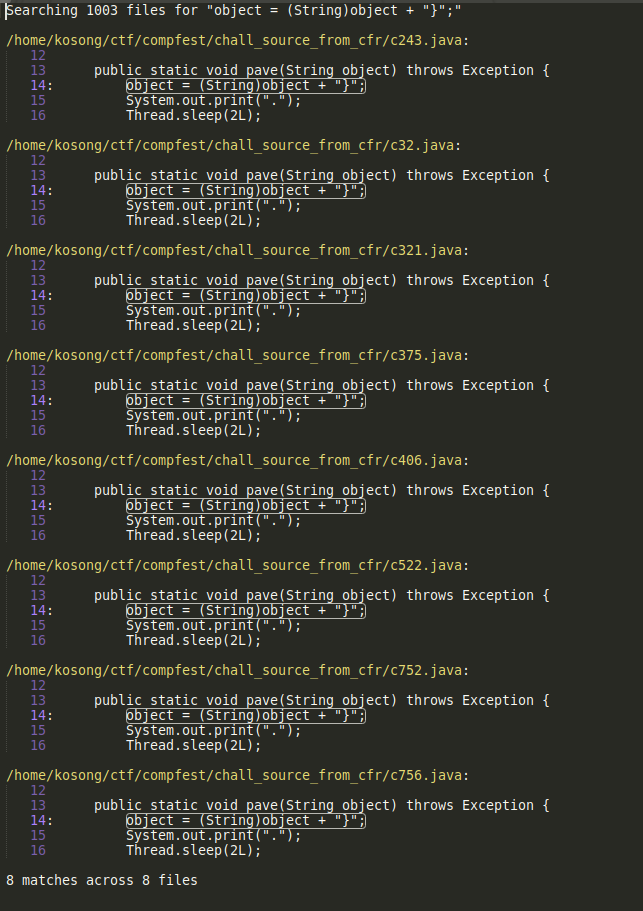 Searching 1003 files for "object = (String)object + "}";"
/home/kosong/ctf/compfest/chall_source_from_cfr/c243.java:
12
13 public static void pave(String object) throws Exception {
14: object = (String)object + "}";
15 System.out.print(".");
16 Thread.sleep(2L);
/home/kosong/ctf/compfest/chall_source_from_cfr/c32.java:
12
13 public static void pave(String object) throws Exception {
14: object = (String)object + "}";
15 System.out.print(".");
16 Thread.sleep(2L);
/home/kosong/ctf/compfest/chall_source_from_cfr/c321.java:
12
13 public static void pave(String object) throws Exception {
14: object = (String)object + "}";
15 System.out.print(".");
16 Thread.sleep(2L);
/home/kosong/ctf/compfest/chall_source_from_cfr/c375.java:
12
13 public static void pave(String object) throws Exception {
14: object = (String)object + "}";
15 System.out.print(".");
16 Thread.sleep(2L);
/home/kosong/ctf/compfest/chall_source_from_cfr/c406.java:
12
13 public static void pave(String object) throws Exception {
14: object = (String)object + "}";
15 System.out.print(".");
16 Thread.sleep(2L);
/home/kosong/ctf/compfest/chall_source_from_cfr/c522.java:
12
13 public static void pave(String object) throws Exception {
14: object = (String)object + "}";
15 System.out.print(".");
16 Thread.sleep(2L);
/home/kosong/ctf/compfest/chall_source_from_cfr/c752.java:
12
13 public static void pave(String object) throws Exception {
14: object = (String)object + "}";
15 System.out.print(".");
16 Thread.sleep(2L);
/home/kosong/ctf/compfest/chall_source_from_cfr/c756.java:
12
13 public static void pave(String object) throws Exception {
14: object = (String)object + "}";
15 System.out.print(".");
16 Thread.sleep(2L);
8 matches across 8 files